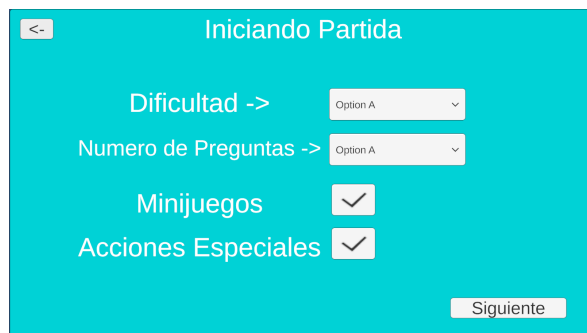 <-
Iniciando Partida
Dificultad -> Option A
Numero de Preguntas -> Option A
Minijuegos
Acciones Especiales
Siguiente